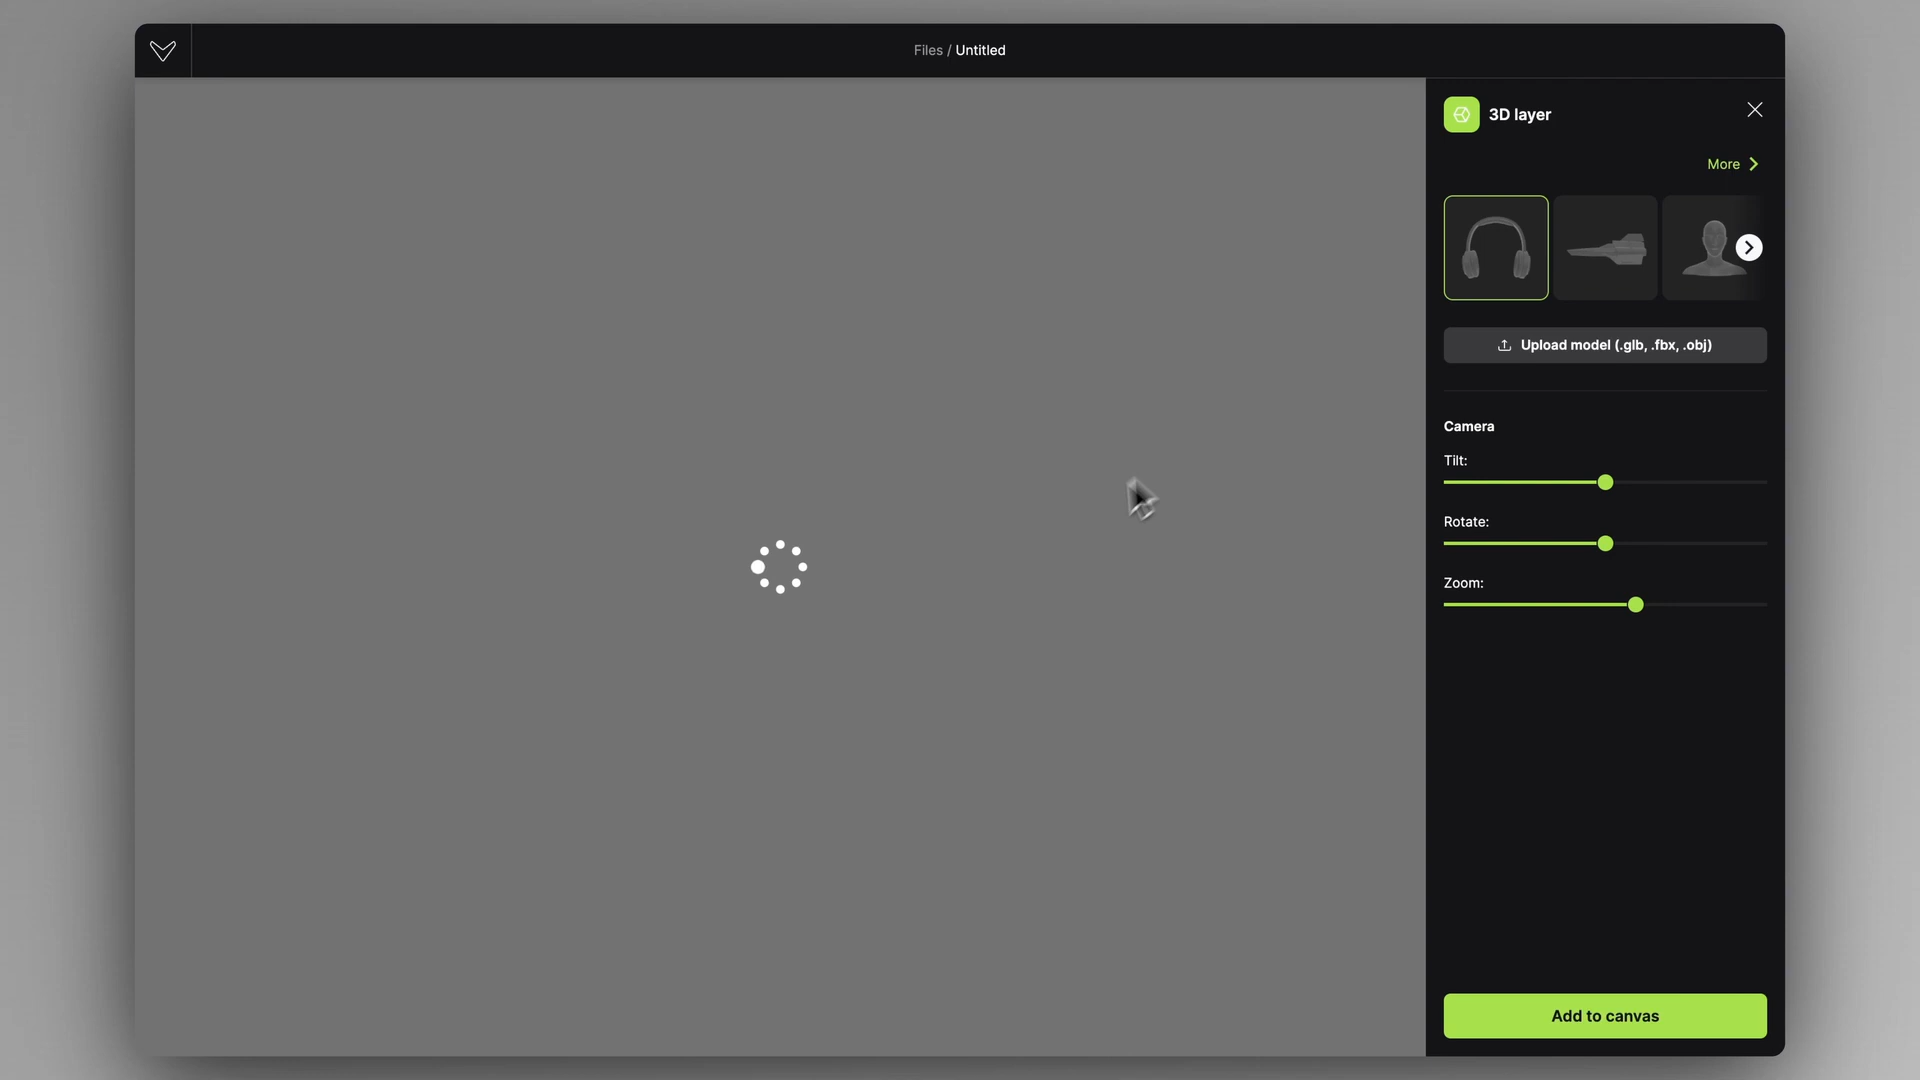 Files / Untitled
3D layer
More
Upload model (.glb, .fbx, .obj)
Camera
Tilt:
Rotate:
Zoom:
Add to canvas